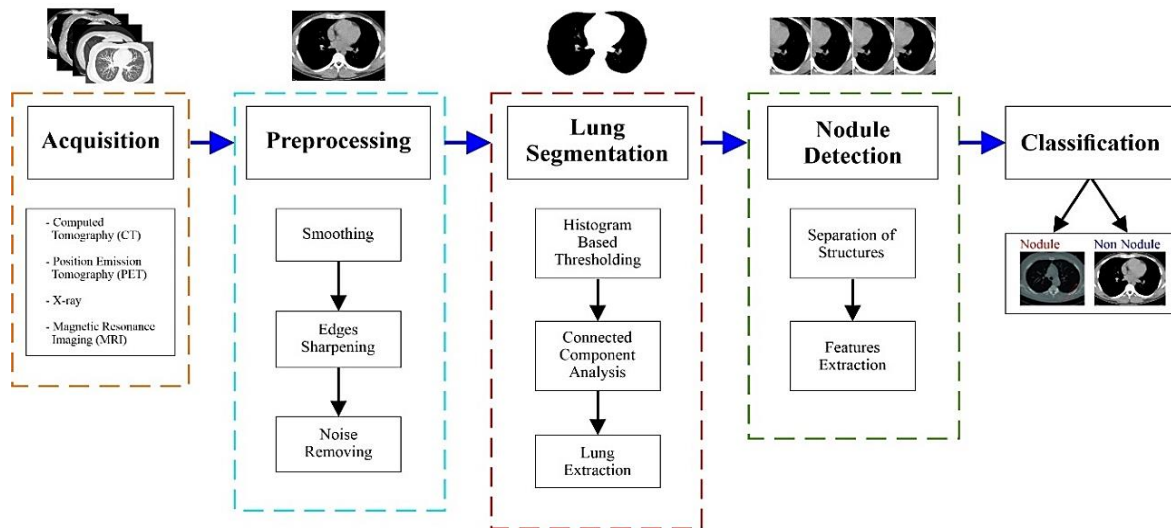 Acquisition
- Computed
Tomography (CT)
- Position Emission
Tomography (PET)
- X-ray
- Magnetic Resonance
Imaging (MRI)
Preprocessing
Smoothing
Edges
Sharpening
Noise
Removing
Lung
Segmentation
Histogram
Based
Thresholding
Connected
Component
Analysis
Lung
Extraction
Nodule
Detection
Separation of
Structures
Features
Extraction
Classification
Nodule
Non Nodule